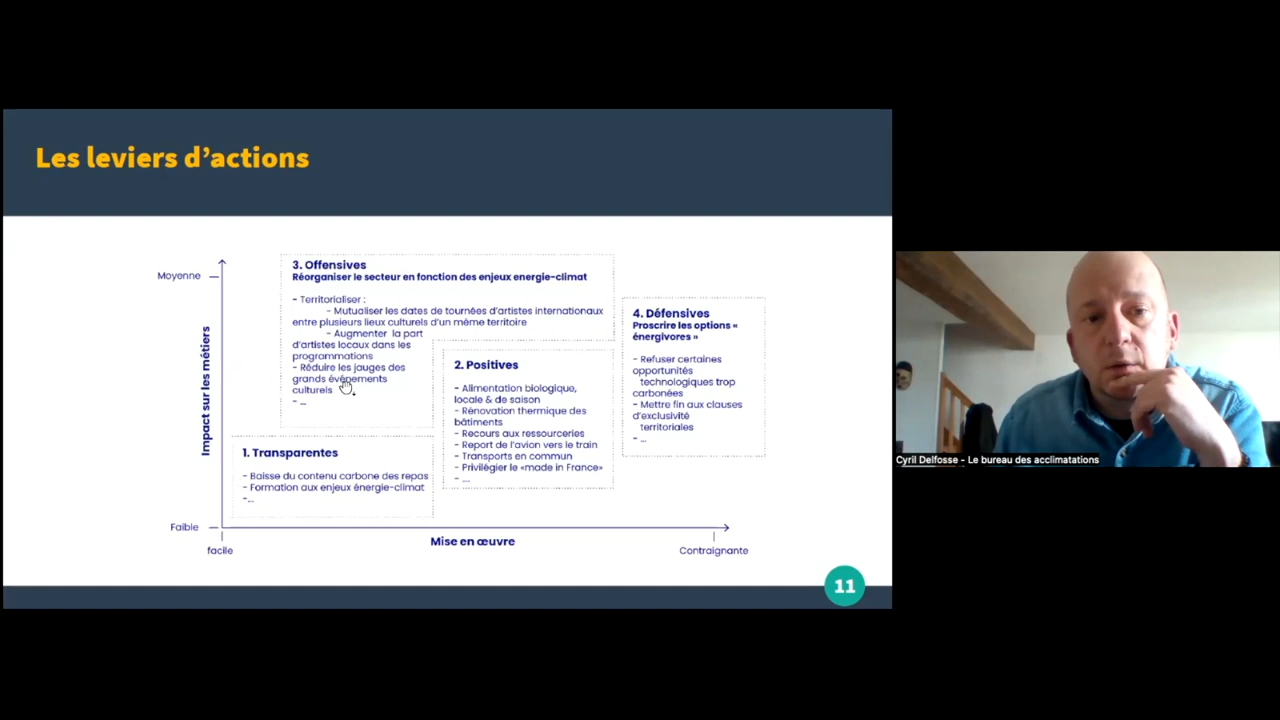 Les leviers d'actions
Moyenne
Impact sur les métiers
Faible
facile
Mise en œuvre
Contraignante
3. Offensives
Réorganiser le secteur en fonction des enjeux energie-climat
- Territorialiser :
- Mutualiser les dates de tournées d'artistes internationaux
entre plusieurs lieux culturels d'un même territoire
- Augmenter la part
d'artistes locaux dans les
programmations
- Réduire les jauges des
grands événements
culturels
- ...
1. Transparentes
- Baisse du contenu carbone des repas
- Formation aux enjeux énergie-climat
-...
2. Positives
- Alimentation biologique,
locale & de saison
- Rénovation thermique des
bâtiments
- Recours aux ressourceries
- Report de l'avion vers le train
- Transports en commun
- Privilégier le «made in France»
- ...
4. Défensives
Proscrire les options «
énergivores »
- Refuser certaines
opportunités
technologiques trop
carbonées
- Mettre fin aux clauses
d'exclusivité
territoriales
- ...
11
Cyril Delfosse - Le bureau des acclimatations